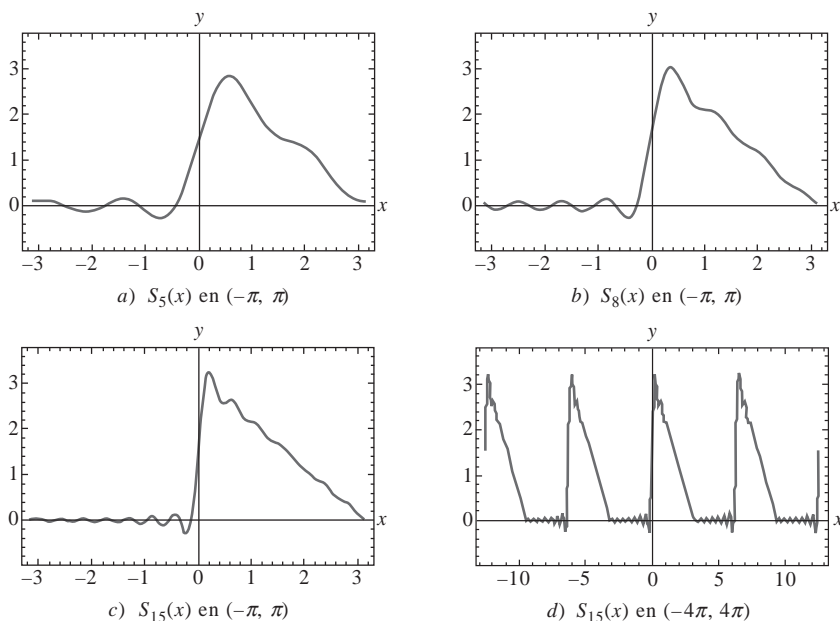 y
3
2
1
0
x
–3 –2 –1 0 1 2 3
a) S5(x) en (–π, π)
y
3
2
1
0
x
–3 –2 –1 0 1 2 3
b) S8(x) en (–π, π)
y
3
2
1
0
x
–3 –2 –1 0 1 2 3
c) S15(x) en (–π, π)
y
3
2
1
0
x
–10 –5 0 5 10
d) S15(x) en (–4π, 4π)